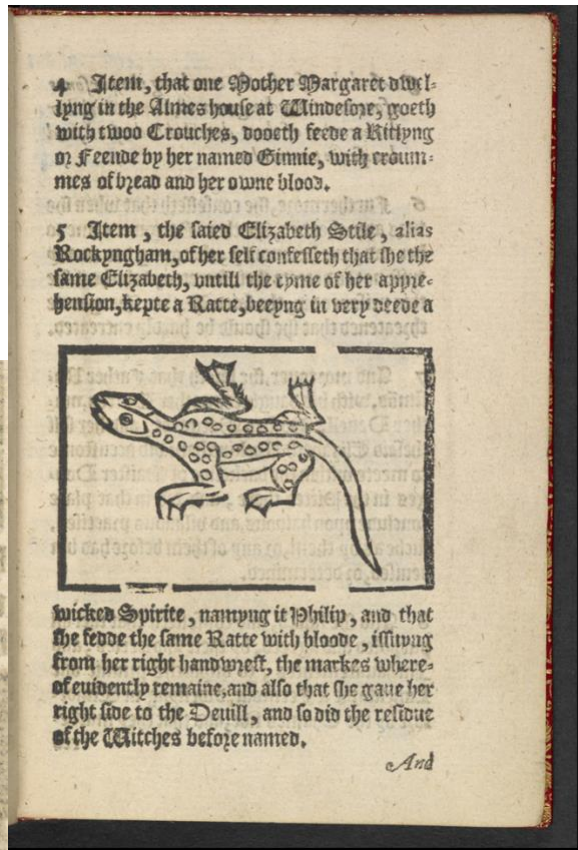 4 Item, that one Mother Margaret dwel-
lyng in the Almes house at Windesore, goeth
with twoo Crouches, dooeth feede a Kitlyng
or Feende by her named Ginnie, with croum-
mes of bread and her owne blood.
5 Item, the saied Elizabeth Stile, alias
Rockyngham, of her self confesseth that she the
same Elizabeth, vntill the tyme of her appre-
hension, kepte a Ratte, beeyng in very deede a
wicked Spirite, namyng it Philip, and that
she fedde the same Ratte with bloode, issuyng
from her right handwrest, the markes where-
of euidently remaine, and also that she gaue her
right side to the Deuill, and so did the residue
of the Witches before named.
And